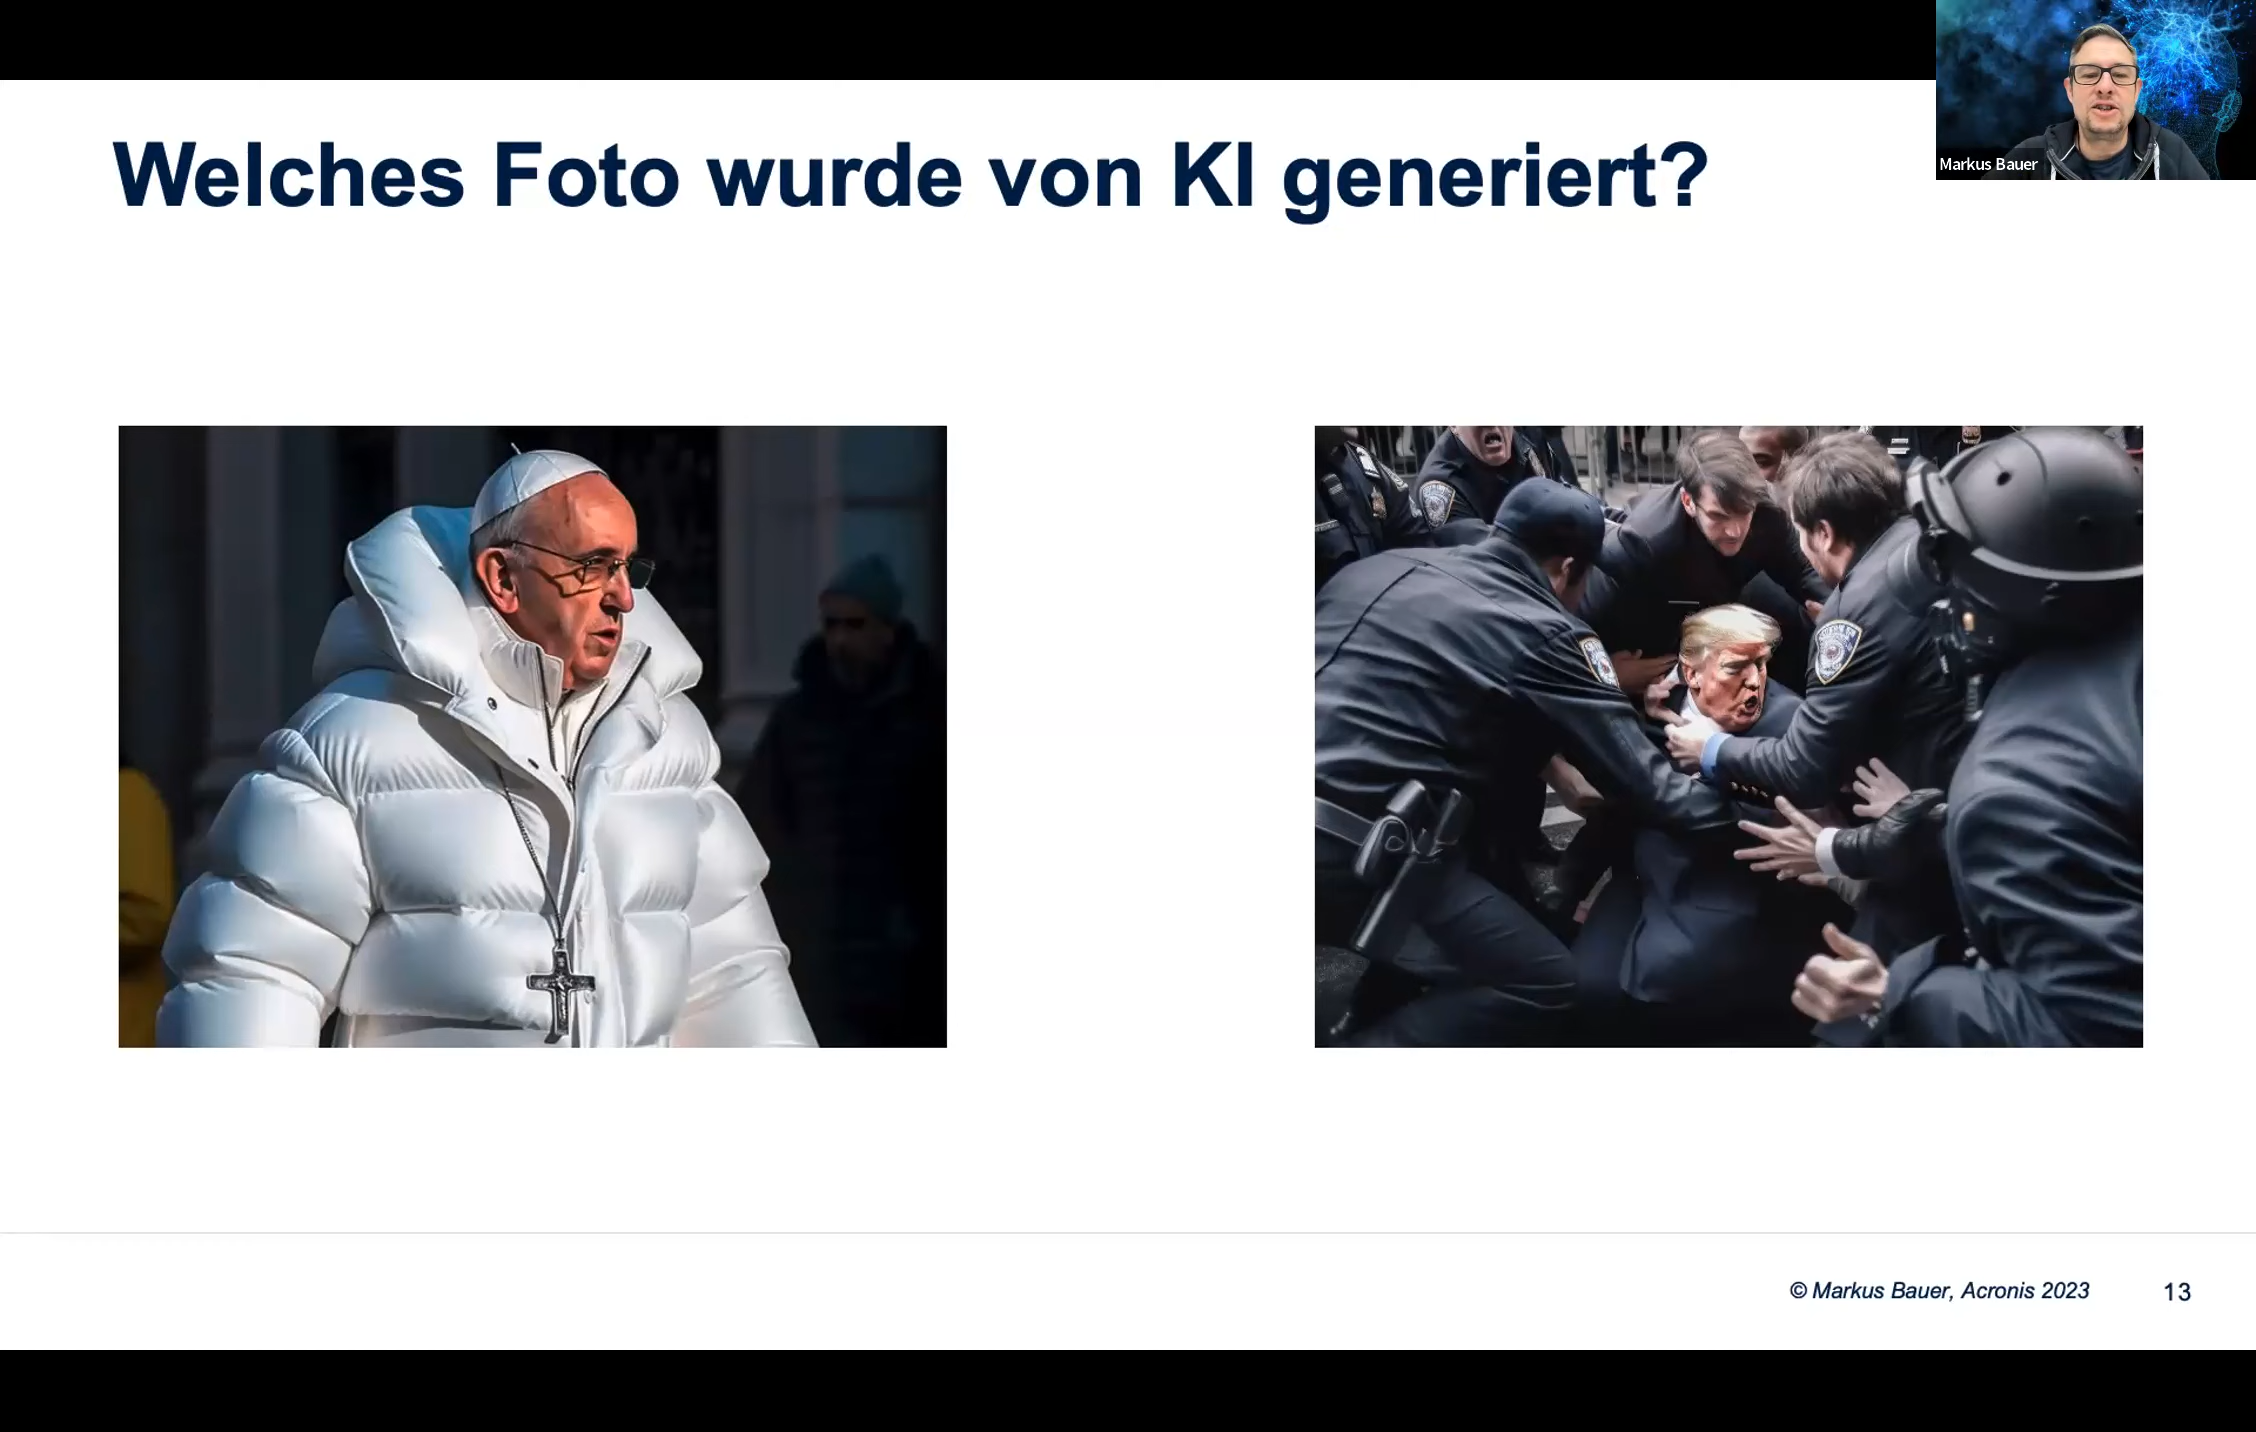 Welches Foto wurde von KI generiert?
Markus Bauer
© Markus Bauer, Acronis 2023
13